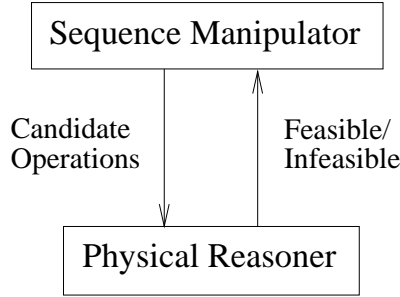 Sequence Manipulator
Candidate
Operations
Feasible/
Infeasible
Physical Reasoner